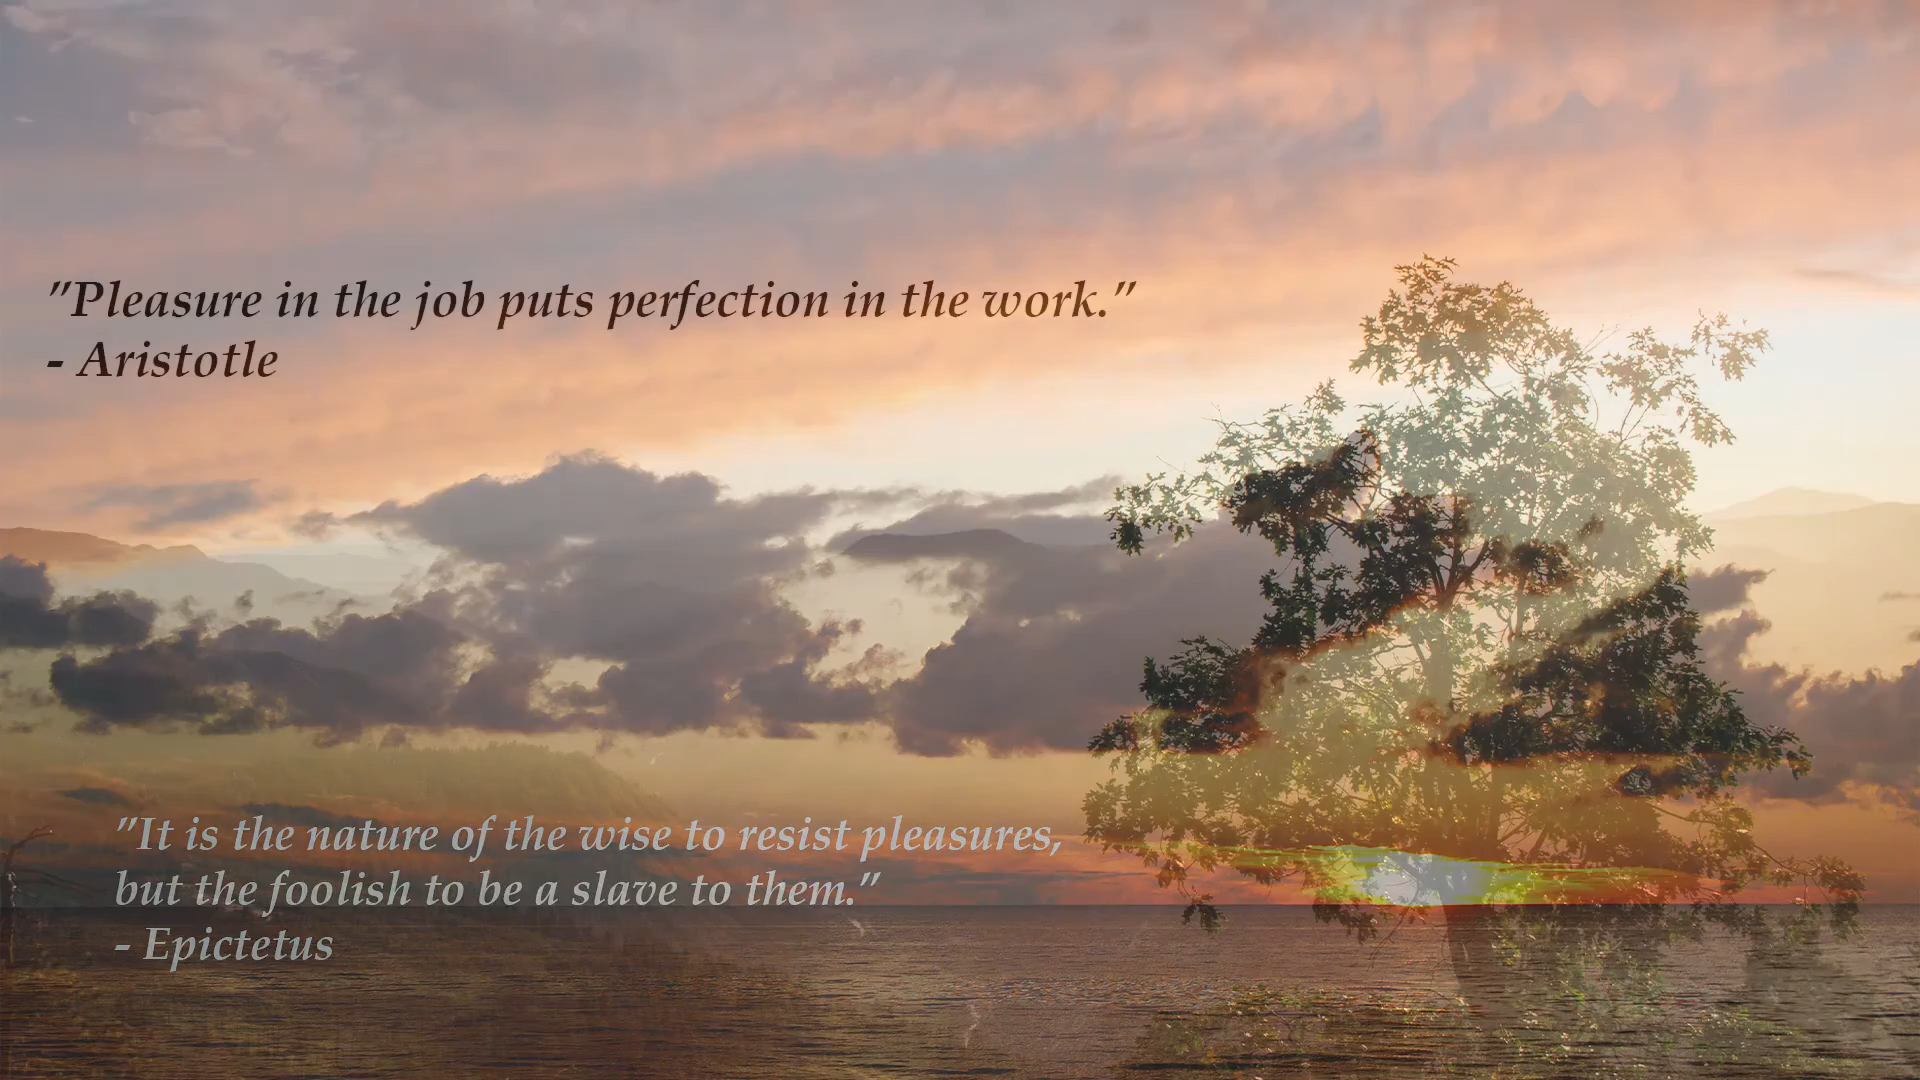 "Pleasure in the job puts perfection in the work."
- Aristotle
"It is the nature of the wise to resist pleasures,
but the foolish to be a slave to them."
- Epictetus